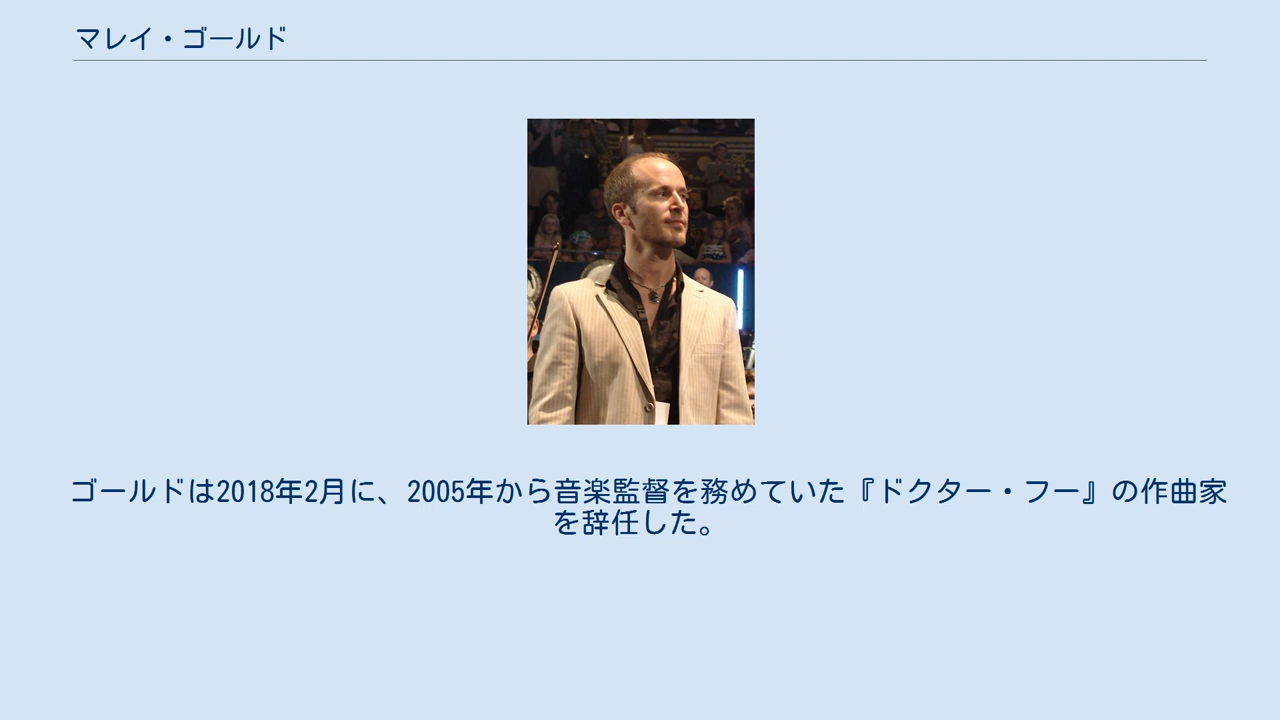 マレイ・ゴールド
ゴールドは2018年2月に、2005年から音楽監督を務めていた『ドクター・フー』の作曲家
を辞任した。